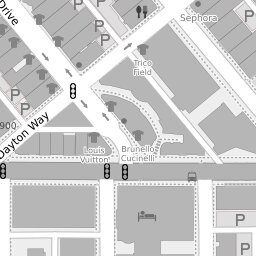 Drive
Sephora
Trico
Field
P
P
P
P
900
Dayton Way
Louis
Vuitton
Brunello
Cucinelli
P
P